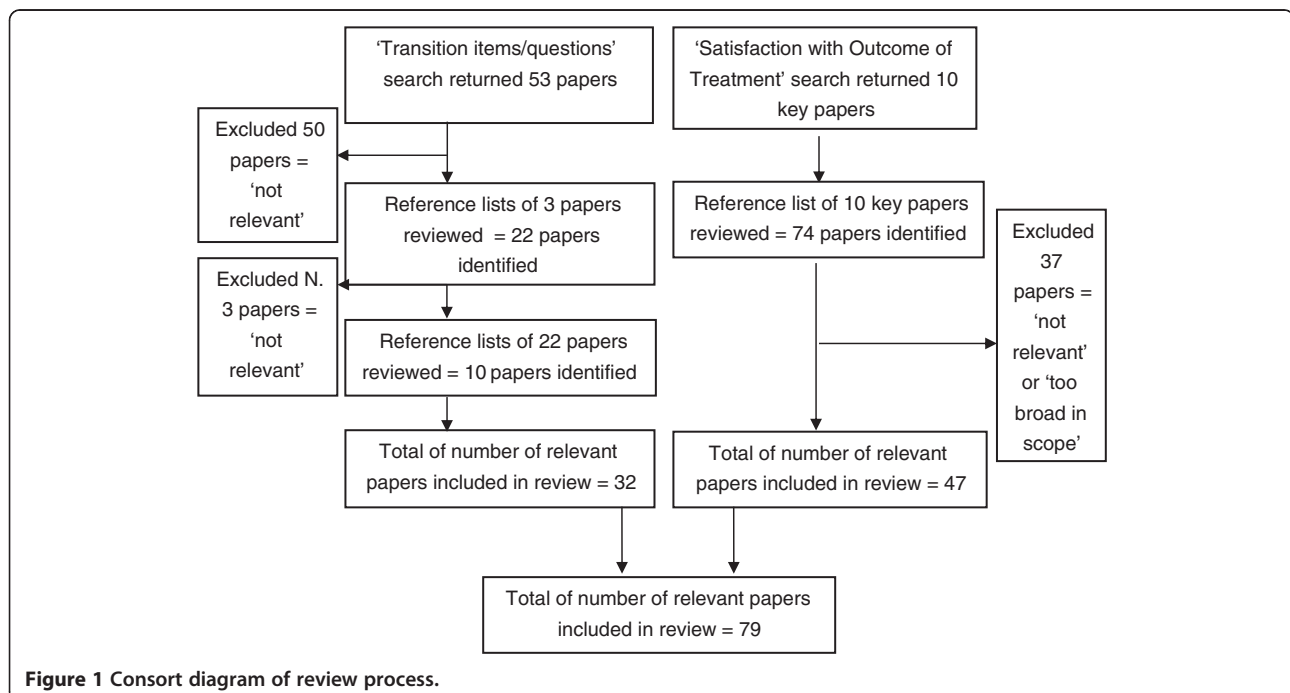 'Transition items/questions'
search returned 53 papers
'Satisfaction with Outcome of
Treatment' search returned 10
key papers
Excluded 50
papers =
'not
relevant'
Reference lists of 3 papers
reviewed = 22 papers
identified
Reference list of 10 key papers
reviewed = 74 papers identified
Excluded
37
papers =
'not
relevant'
or 'too
broad in
scope'
Excluded N.
3 papers =
'not
relevant'
Reference lists of 22 papers
reviewed = 10 papers identified
Total of number of relevant
papers included in review = 32
Total of number of relevant
papers included in review = 47
Total of number of relevant papers
included in review = 79
Figure 1 Consort diagram of review process.